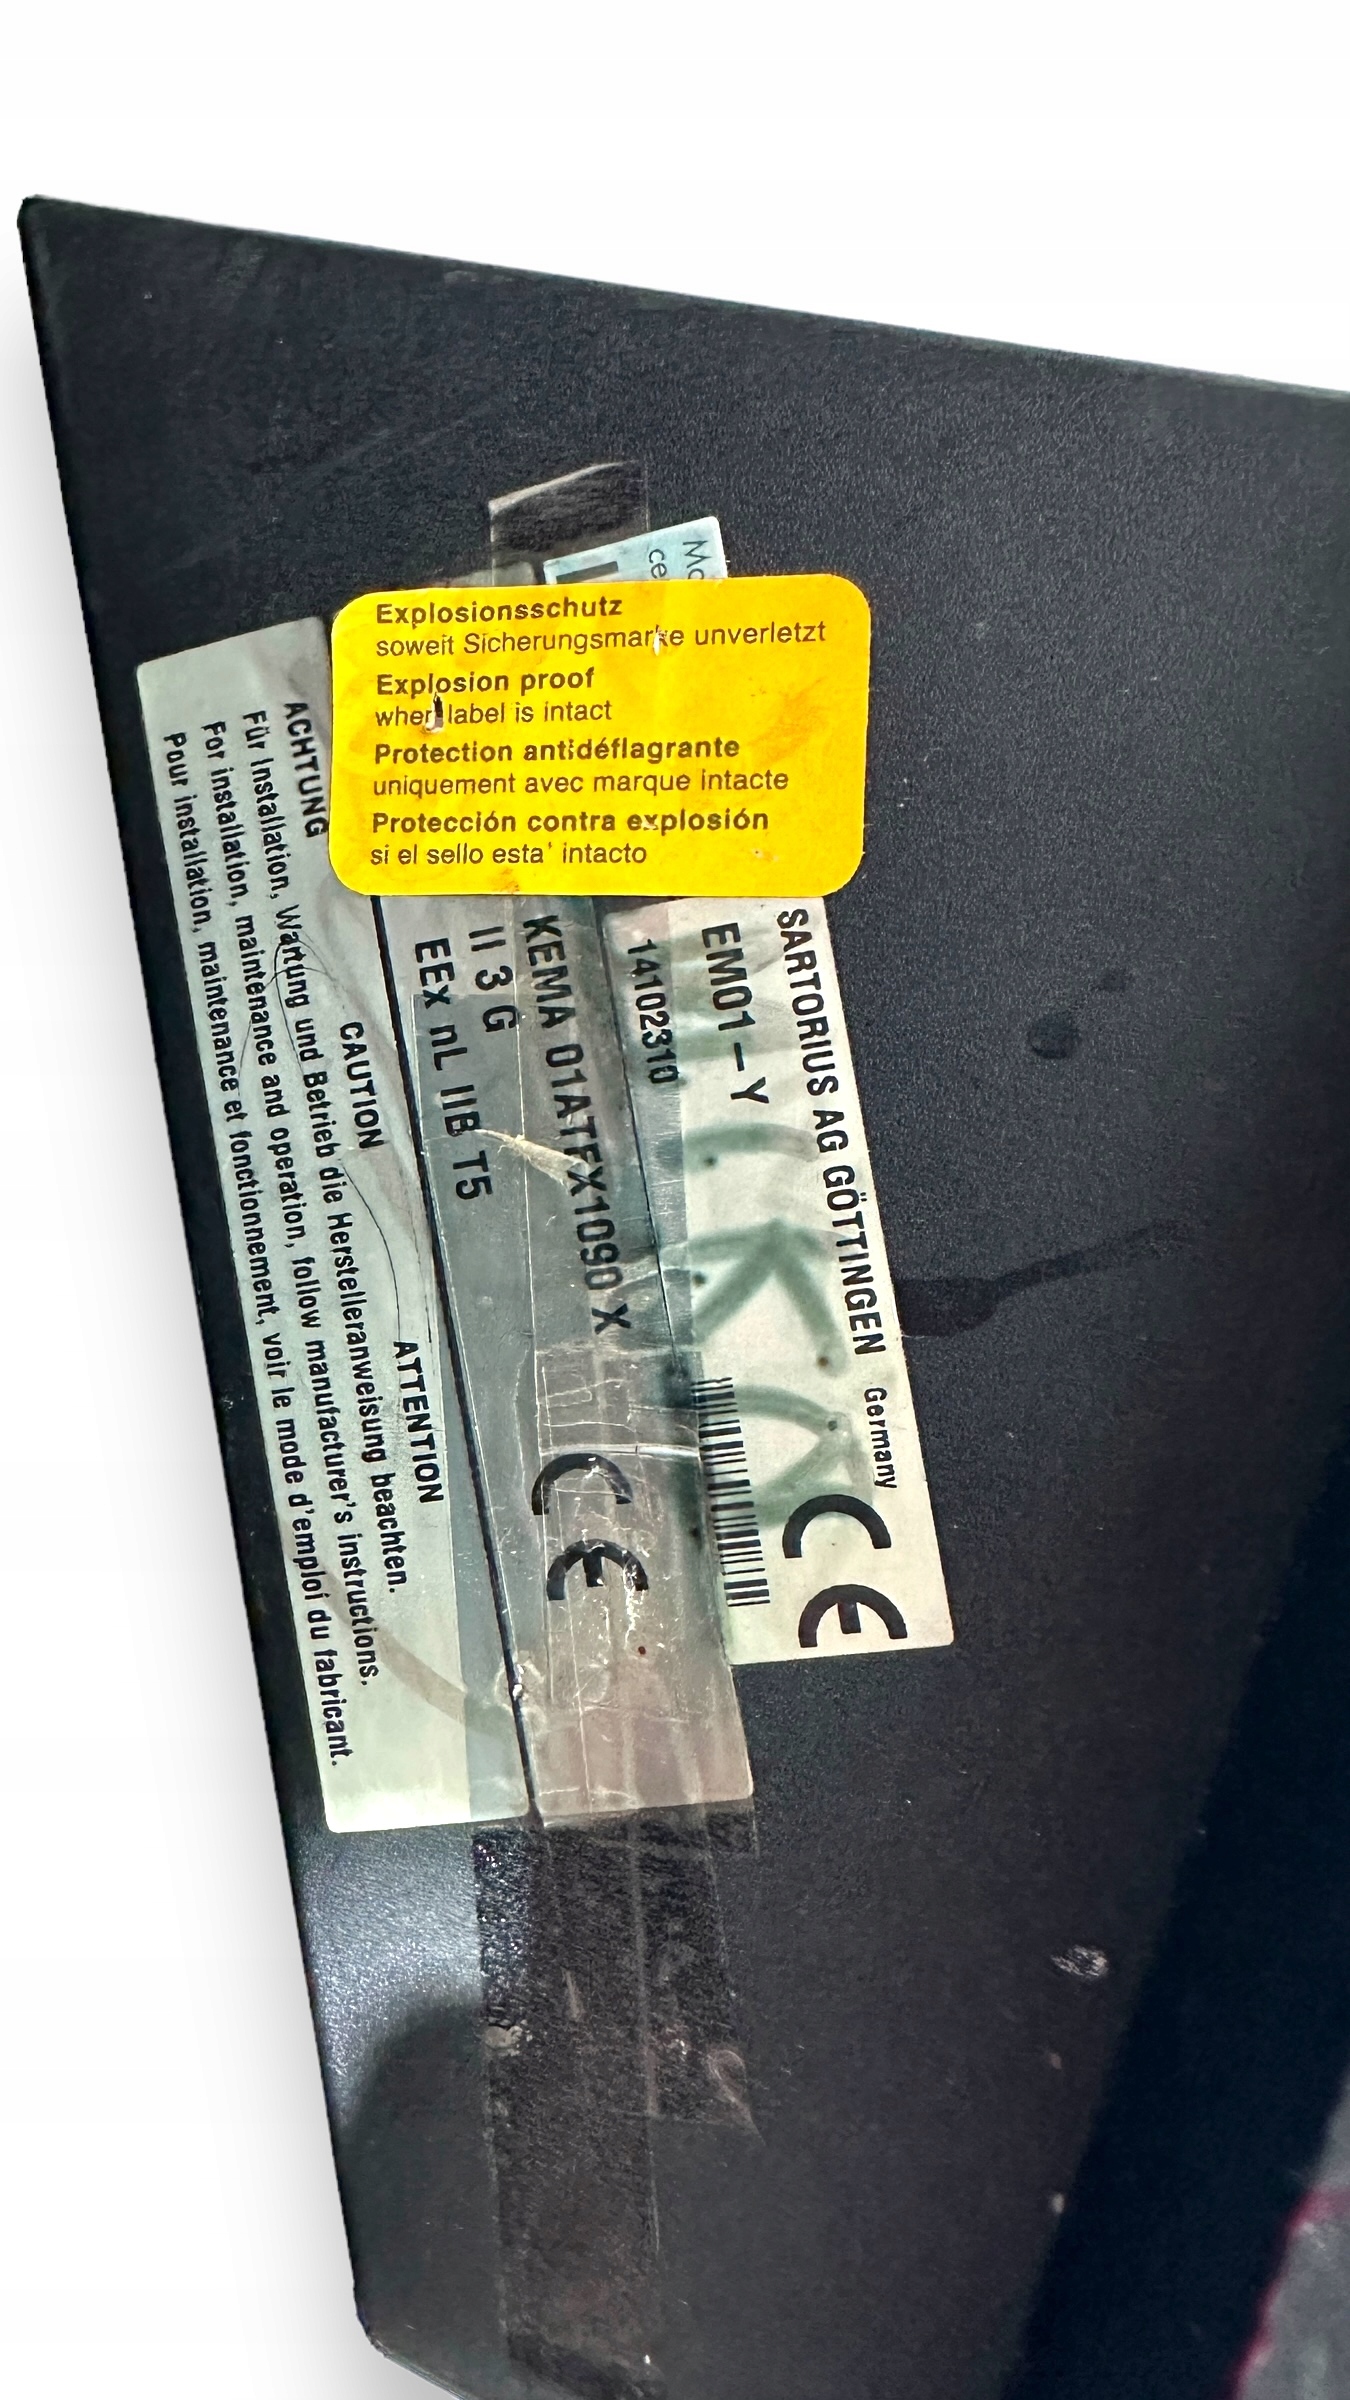 Explosionsschutz
soweit Sicherungsmarke unverletzt
Explosion proof
when label is intact
Protection antidéflagrante
uniquement avec marque intacte
Protección contra explosión
si el sello esta' intacto
SARTORIUS AG GÖTTINGEN Germany
EM01-Y
14102310
CE
KEMA 01ATEX1090 X
II 3 G
EEx nL IIB T5
CE
ACHTUNG CAUTION ATTENTION
Für Installation, Wartung und Betrieb die Herstelleranweisung beachten.
For installation, maintenance and operation, follow manufacturer's instructions.
Pour installation, maintenance et fonctionnement, voir le mode d'emploi du fabricant.